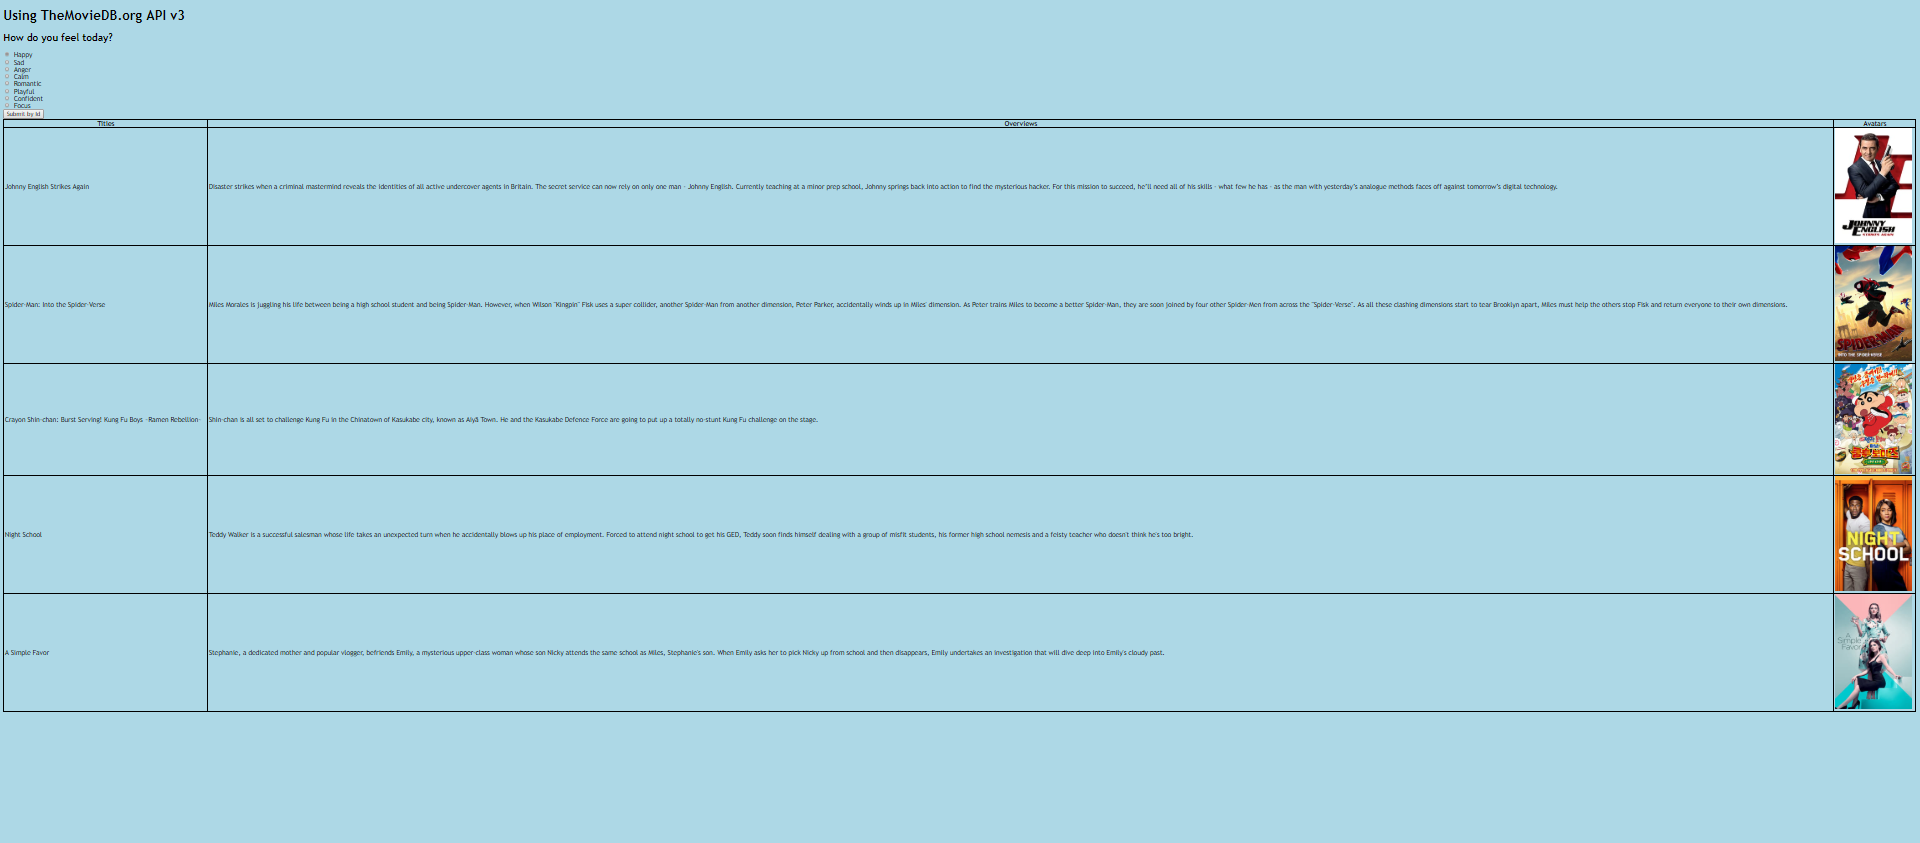 Using TheMovieDB.org API v3
How do you feel today?
Happy
Sad
Anger
Calm
Romantic
Playful
Confident
Focus
Submit by Id
Titles Overviews Avatars
Johnny English Strikes Again
Disaster strikes when a criminal mastermind reveals the identities of all active undercover agents in Britain. The secret service can now rely on only one man - Johnny English. Currently teaching at a minor prep school, Johnny springs back into action to find the mysterious hacker. For this mission to succeed, he'll need all of his skills - what few he has - as the man with yesterday's analogue methods faces off against tomorrow's digital technology.
JOHNNY
ENGLISH
STRIKES AGAIN
Spider-Man: Into the Spider-Verse
Miles Morales is juggling his life between being a high school student and being Spider-Man. However, when Wilson "Kingpin" Fisk uses a super collider, another Spider-Man from another dimension, Peter Parker, accidentally winds up in Miles' dimension. As Peter trains Miles to become a better Spider-Man, they are soon joined by four other Spider-Men from across the "Spider-Verse". As all these clashing dimensions start to tear Brooklyn apart, Miles must help the others stop Fisk and return everyone to their own dimensions.
SPIDER-MAN
INTO THE SPIDER-VERSE
Crayon Shin-chan: Burst Serving! Kung Fu Boys ~Ramen Rebellion~
Shin-chan is all set to challenge Kung Fu in the Chinatown of Kasukabe city, known as Aiyā Town. He and the Kasukabe Defence Force are going to put up a totally no-stunt Kung Fu challenge on the stage.
Night School
Teddy Walker is a successful salesman whose life takes an unexpected turn when he accidentally blows up his place of employment. Forced to attend night school to get his GED, Teddy soon finds himself dealing with a group of misfit students, his former high school nemesis and a feisty teacher who doesn't think he's too bright.
NIGHT
SCHOOL
A Simple Favor
Stephanie, a dedicated mother and popular vlogger, befriends Emily, a mysterious upper-class woman whose son Nicky attends the same school as Miles, Stephanie's son. When Emily asks her to pick Nicky up from school and then disappears, Emily undertakes an investigation that will dive deep into Emily's cloudy past.
A
Simple
Favor